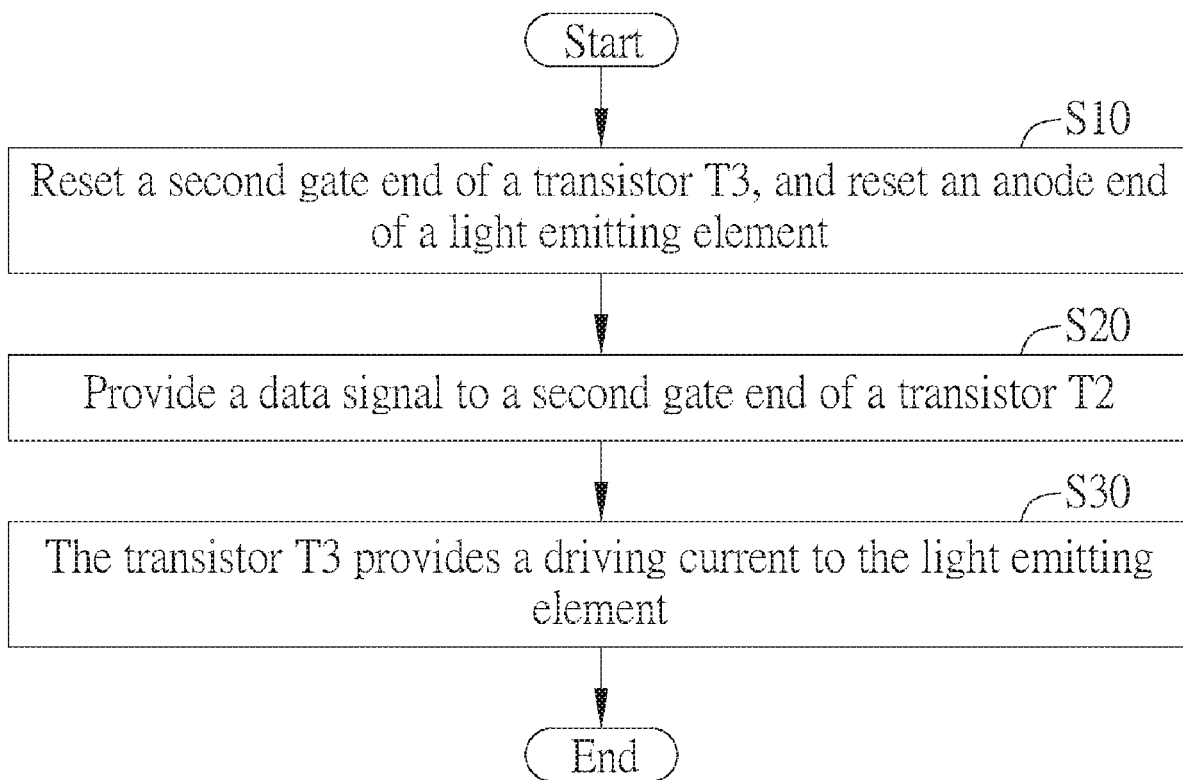 Start
S10
Reset a second gate end of a transistor T3, and reset an anode end
of a light emitting element
S20
Provide a data signal to a second gate end of a transistor T2
S30
The transistor T3 provides a driving current to the light emitting
element
End